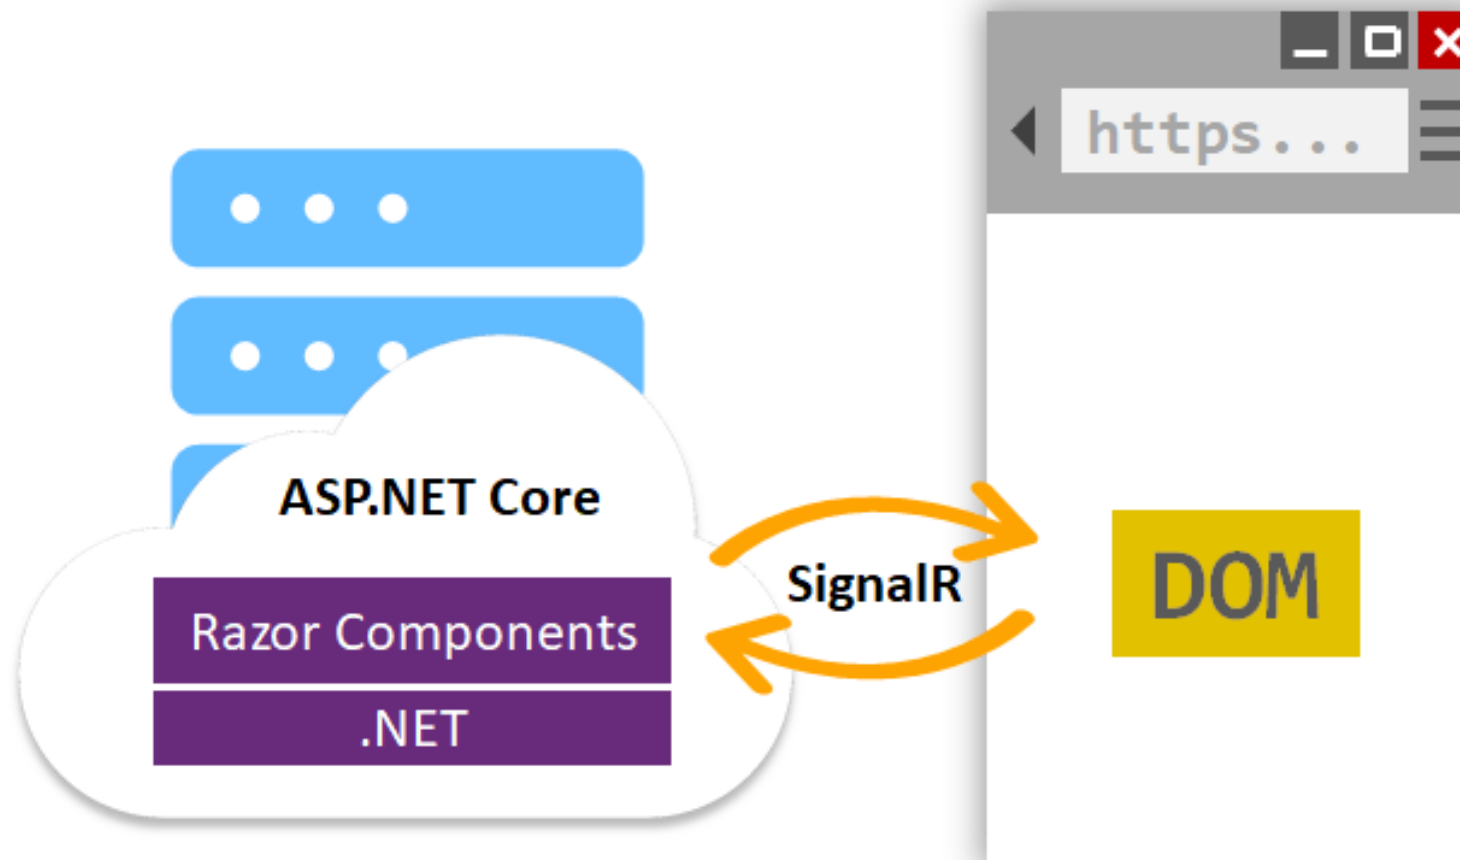 https...
ASP.NET Core
SignalR
DOM
Razor Components
.NET